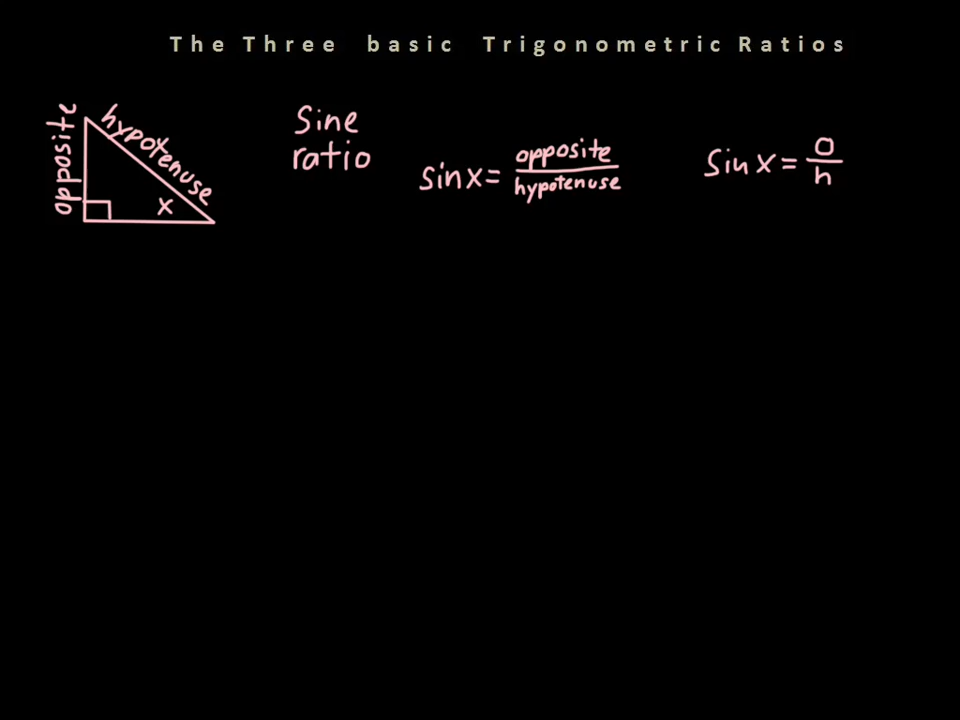 The Three basic Trigonometric Ratios
opposite
hypotenuse
x
Sine
ratio
sinx = opposite/hypotenuse
Sin x = o/h